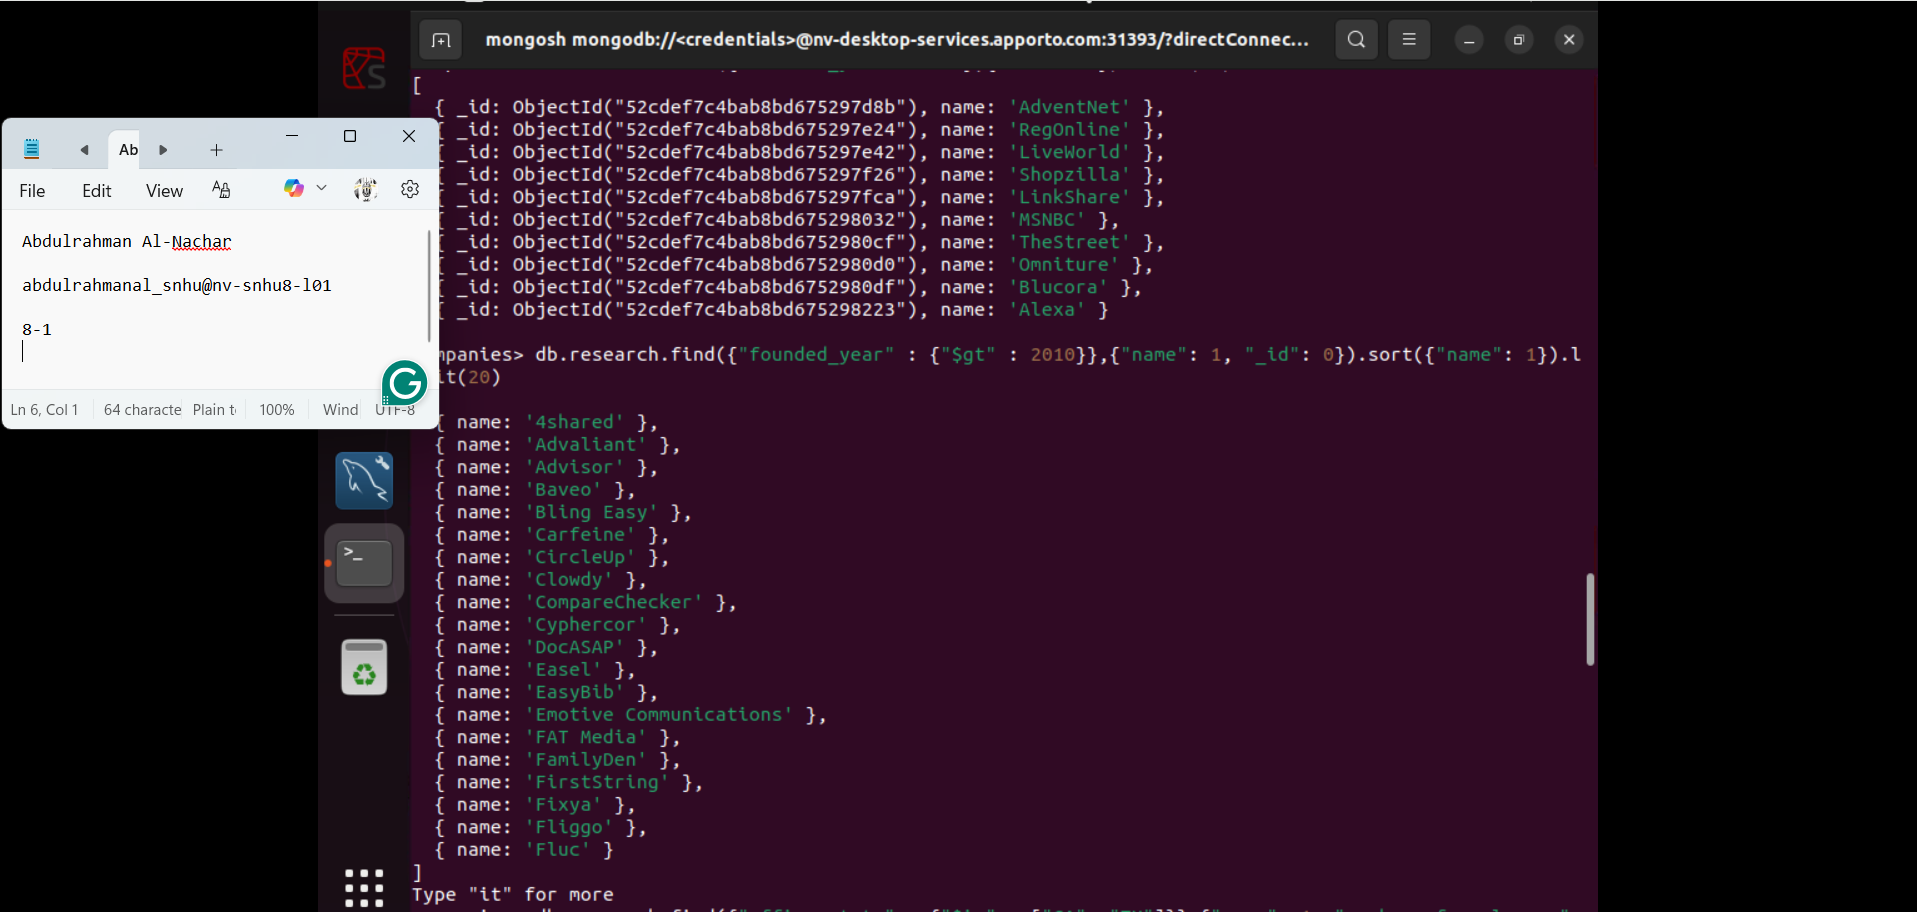 mongosh mongodb://<credentials>@nv-desktop-services.apporto.com:31393/?directConnec...
[
{ _id: ObjectId("52cdef7c4bab8bd675297d8b"), name: 'AdventNet' },
{ _id: ObjectId("52cdef7c4bab8bd675297e24"), name: 'RegOnline' },
{ _id: ObjectId("52cdef7c4bab8bd675297e42"), name: 'LiveWorld' },
{ _id: ObjectId("52cdef7c4bab8bd675297f26"), name: 'Shopzilla' },
{ _id: ObjectId("52cdef7c4bab8bd675297fca"), name: 'LinkShare' },
{ _id: ObjectId("52cdef7c4bab8bd675298032"), name: 'MSNBC' },
{ _id: ObjectId("52cdef7c4bab8bd6752980cf"), name: 'TheStreet' },
{ _id: ObjectId("52cdef7c4bab8bd6752980d0"), name: 'Omniture' },
{ _id: ObjectId("52cdef7c4bab8bd6752980df"), name: 'Blucora' },
{ _id: ObjectId("52cdef7c4bab8bd675298223"), name: 'Alexa' }
mpanies> db.research.find({"founded_year" : {"$gt" : 2010}},{"name": 1, "_id": 0}).sort({"name": 1}).l
it(20)
{ name: '4shared' },
{ name: 'Advaliant' },
{ name: 'Advisor' },
{ name: 'Baveo' },
{ name: 'Bling Easy' },
{ name: 'Carfeine' },
{ name: 'CircleUp' },
{ name: 'Clowdy' },
{ name: 'CompareChecker' },
{ name: 'Cyphercor' },
{ name: 'DocASAP' },
{ name: 'Easel' },
{ name: 'EasyBib' },
{ name: 'Emotive Communications' },
{ name: 'FAT Media' },
{ name: 'FamilyDen' },
{ name: 'FirstString' },
{ name: 'Fixya' },
{ name: 'Fliggo' },
{ name: 'Fluc' }
]
Type "it" for more
Ab
File Edit View
Abdulrahman Al-Nachar
abdulrahmanal_snhu@nv-snhu8-l01
8-1
Ln 6, Col 1 64 characte Plain t 100% Wind UTF-8